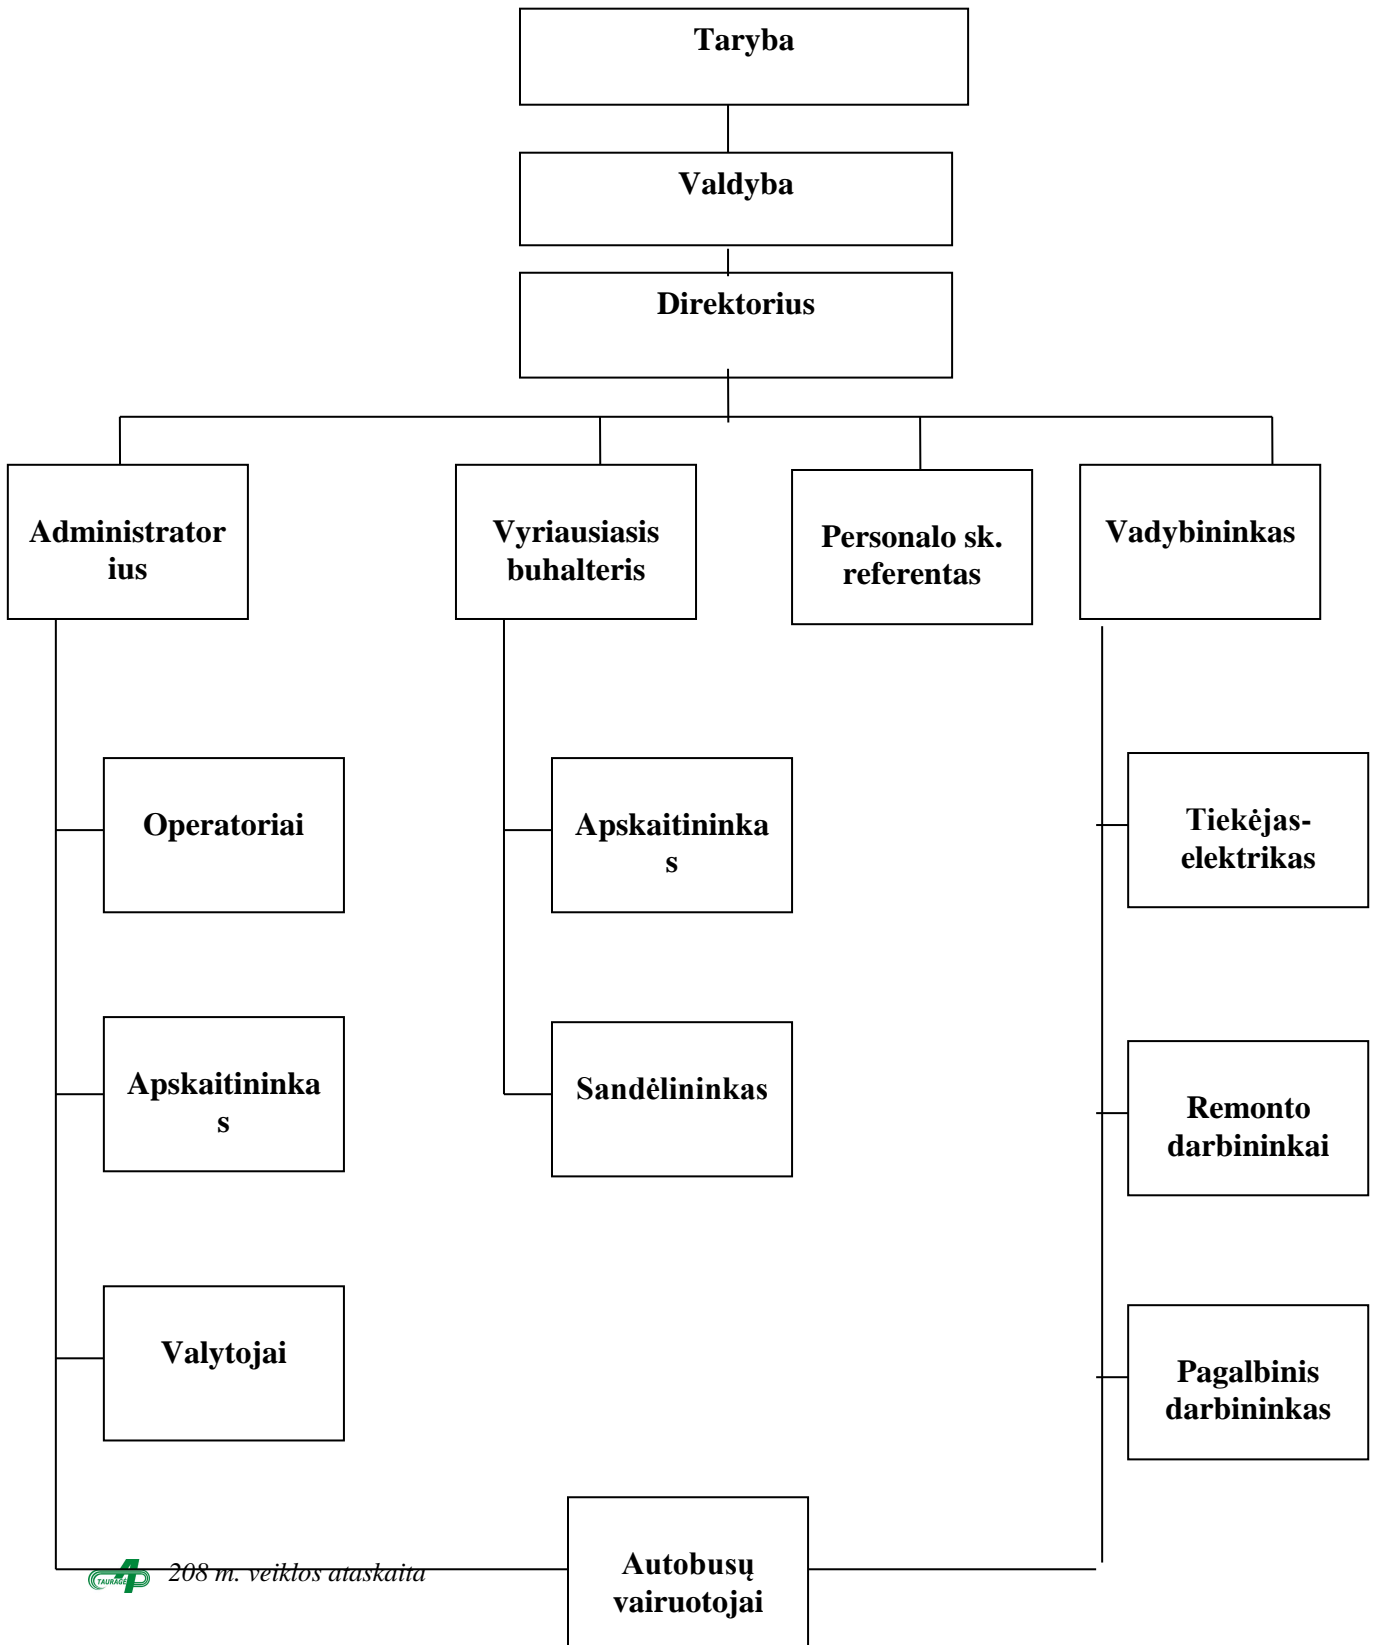 Taryba
Valdyba
Direktorius
Administrator
ius
Vyriausiasis
buhalteris
Personalo sk.
referentas
Vadybininkas
Operatoriai
Apskaitininka
s
Tiekėjas-
elektrikas
Apskaitininka
s
Sandėlininkas
Remonto
darbininkai
Valytojai
Pagalbinis
darbininkas
Autobusų
vairuotojai
TAURAGĖ
208 m. veiklos ataskaita